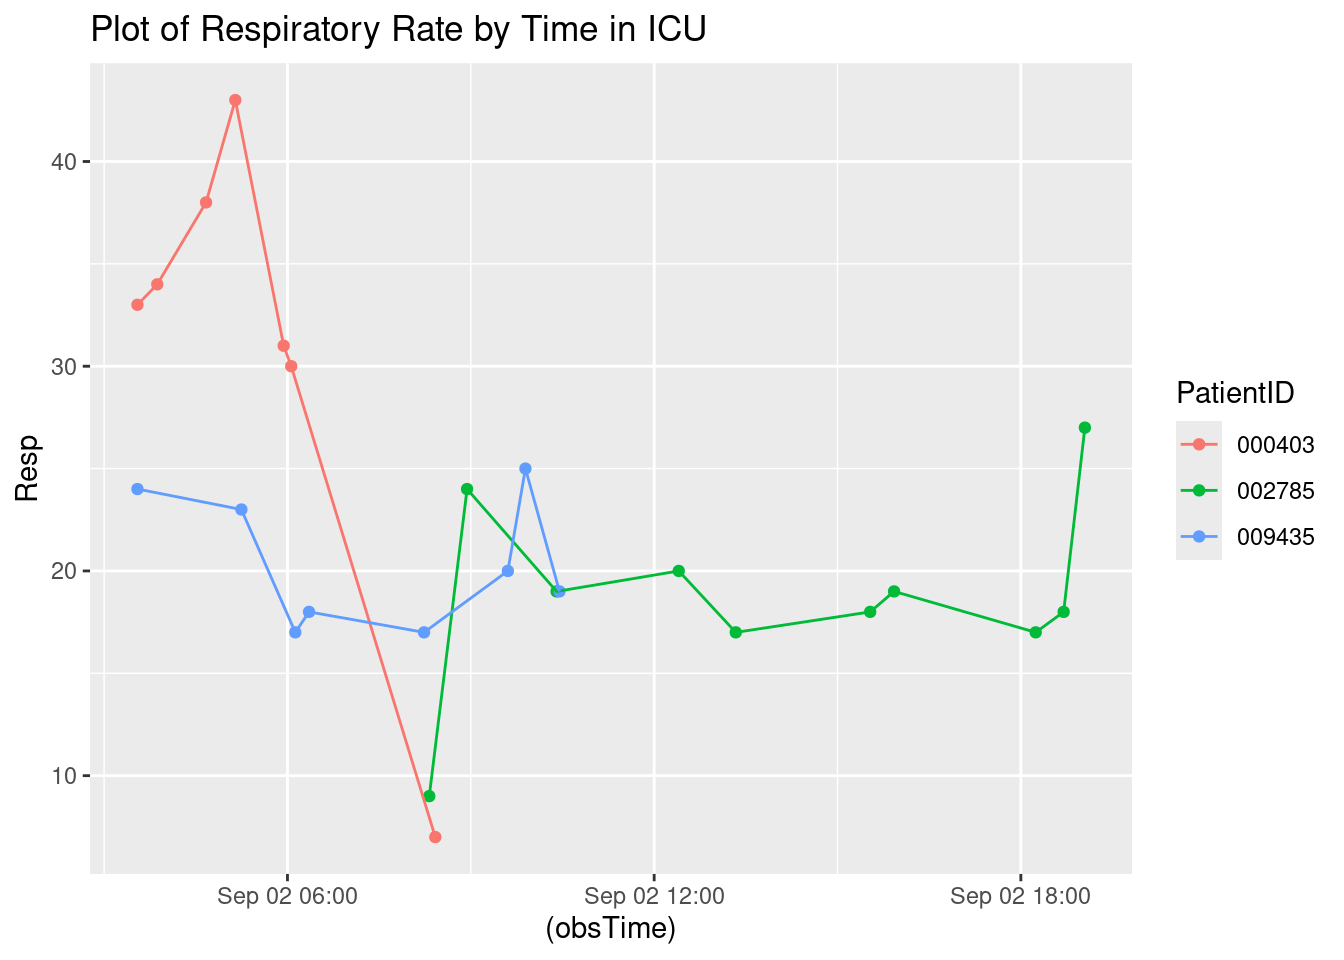 Plot of Respiratory Rate by Time in ICU
40
30
20
10
Resp
Sep 02 06:00
Sep 02 12:00
Sep 02 18:00
(obsTime)
PatientID
000403
002785
009435